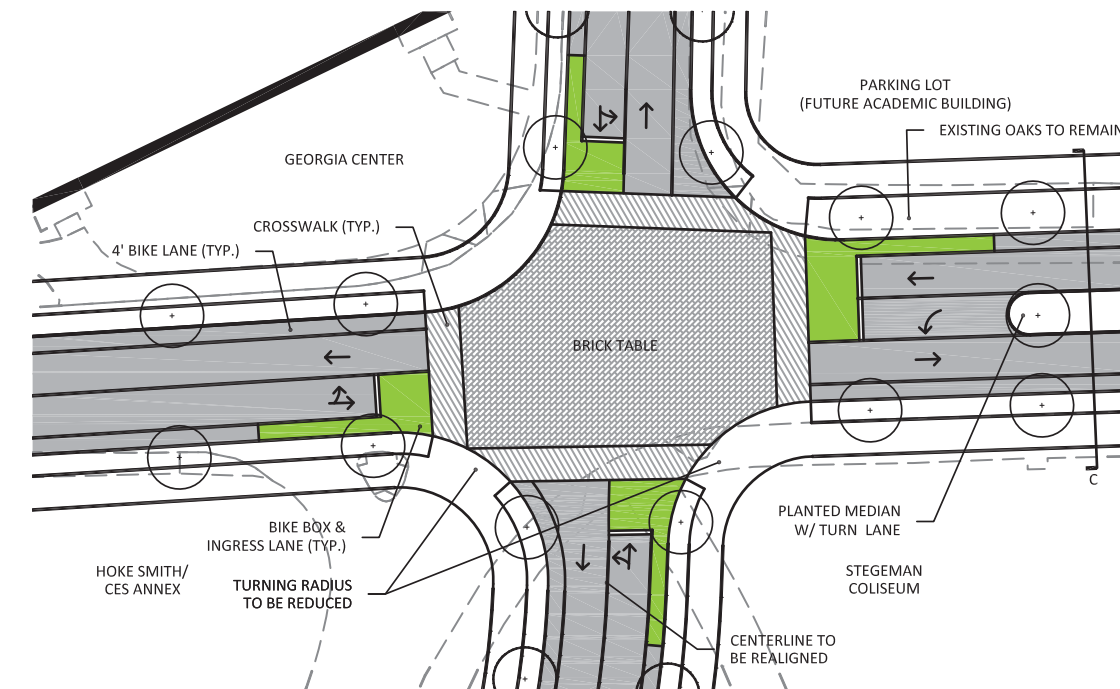 PARKING LOT
(FUTURE ACADEMIC BUILDING)
EXISTING OAKS TO REMAIN
GEORGIA CENTER
CROSSWALK (TYP.)
4' BIKE LANE (TYP.)
BRICK TABLE
C
PLANTED MEDIAN
W/ TURN LANE
BIKE BOX &
INGRESS LANE (TYP.)
HOKE SMITH/
CES ANNEX
TURNING RADIUS
TO BE REDUCED
STEGEMAN
COLISEUM
CENTERLINE TO
BE REALIGNED